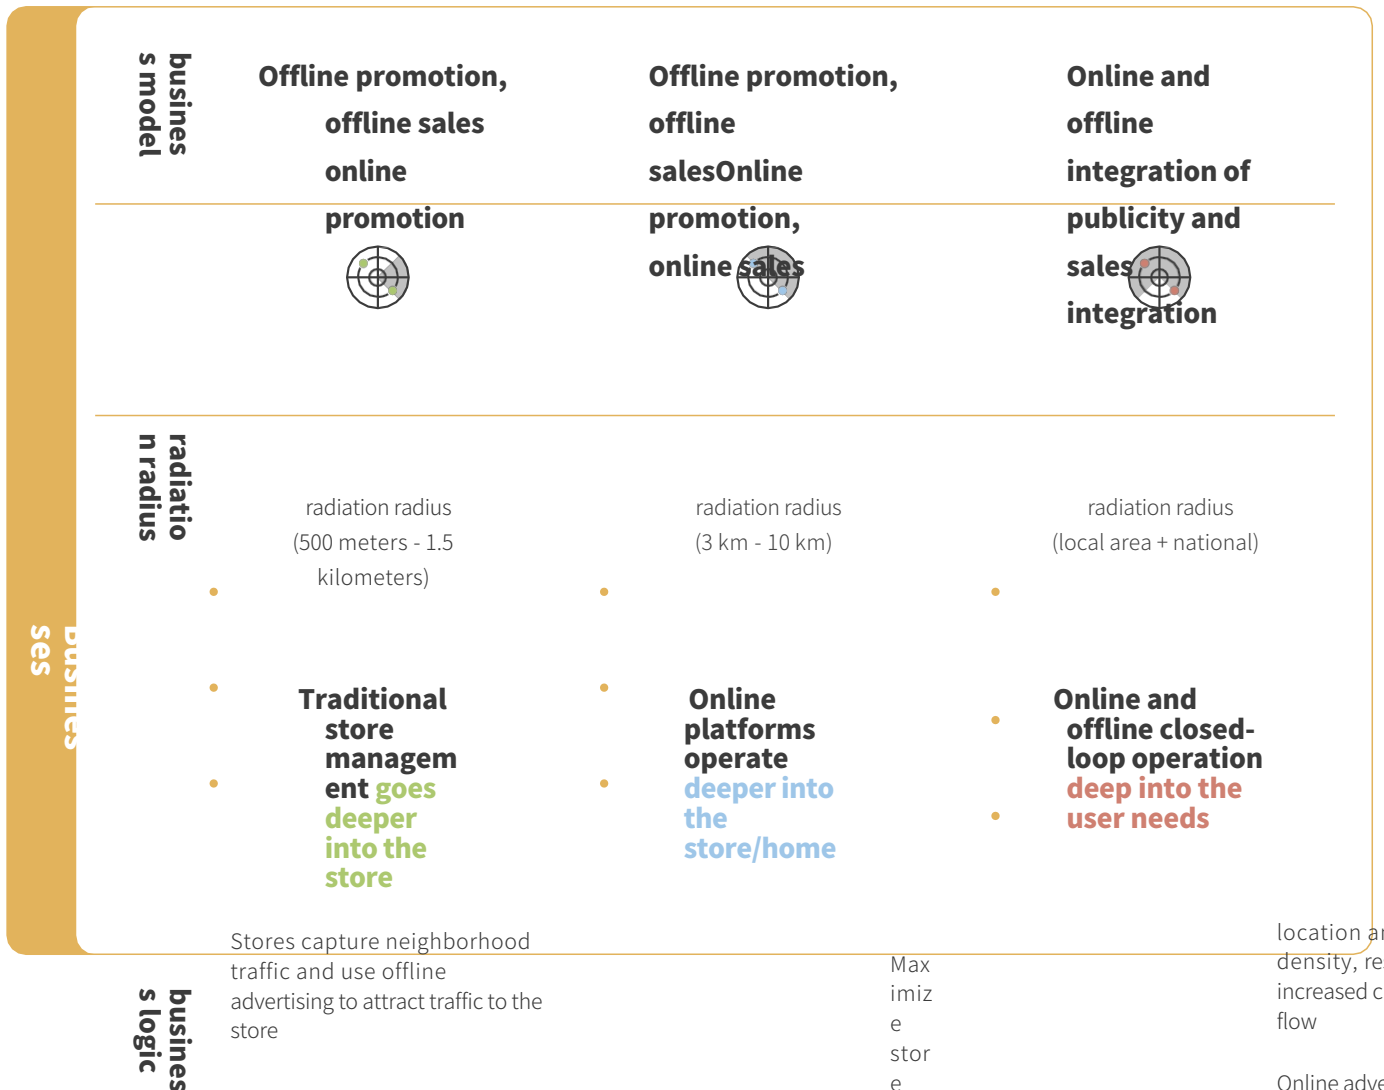 busines
s model
Offline promotion,
offline sales
online
promotion
Offline promotion,
offline
salesOnline
promotion,
online sales
Online and
offline
integration of
publicity and
sales
integration
radiatio
n radius
radiation radius
(500 meters - 1.5
kilometers)
radiation radius
(3 km - 10 km)
radiation radius
(local area + national)
Busines
ses
Traditional
store
managem
ent goes
deeper
into the
store
Online
platforms
operate
deeper into
the
store/home
Online and
offline closed-
loop operation
deep into the
user needs
busines
s logic
Stores capture neighborhood
traffic and use offline
advertising to attract traffic to the
store
Max
imiz
e
stor
e
location
density,
increased
flow
Online